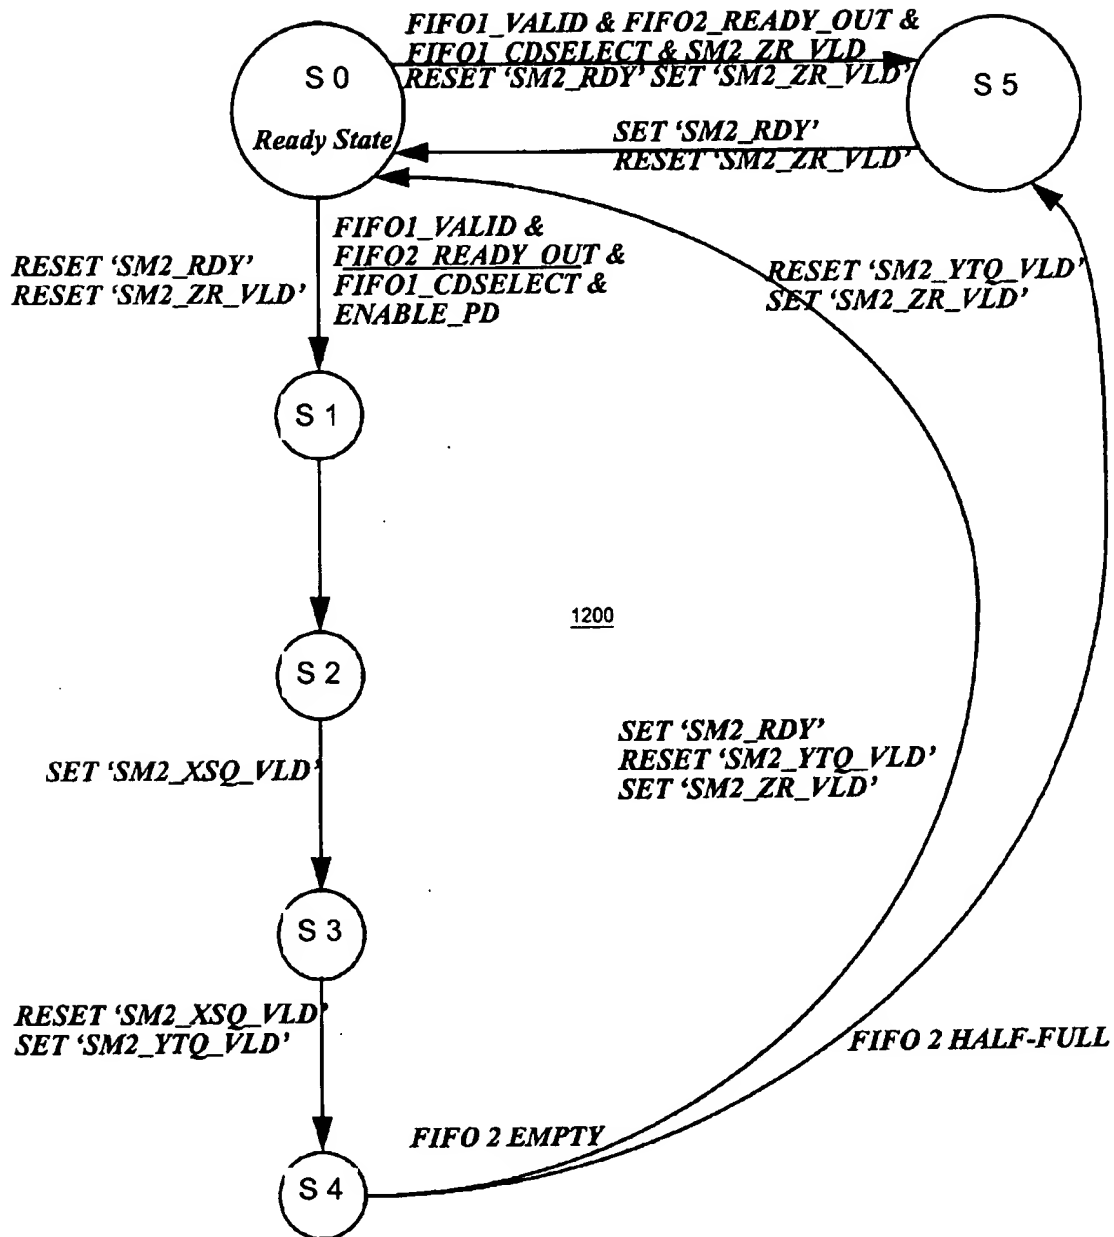 FIFO1_VALID & FIFO2_READY_OUT &
FIFO1_CDSELECT & SM2_ZR_VLD
RESET ‘SM2_RDY’ SET ‘SM2_ZR_VLD’
S 0
Ready State
S 5
SET ‘SM2_RDY’
RESET ‘SM2_ZR_VLD’
FIFO1_VALID &
FIFO2_READY_OUT &
FIFO1_CDSELECT &
ENABLE_PD
RESET ‘SM2_RDY’
RESET ‘SM2_ZR_VLD’
RESET ‘SM2_YTQ_VLD’
SET ‘SM2_ZR_VLD’
S 1
1200
S 2
SET ‘SM2_XSQ_VLD’
SET ‘SM2_RDY’
RESET ‘SM2_YTQ_VLD’
SET ‘SM2_ZR_VLD’
S 3
RESET ‘SM2_XSQ_VLD’
SET ‘SM2_YTQ_VLD’
FIFO 2 HALF-FULL
FIFO 2 EMPTY
S 4